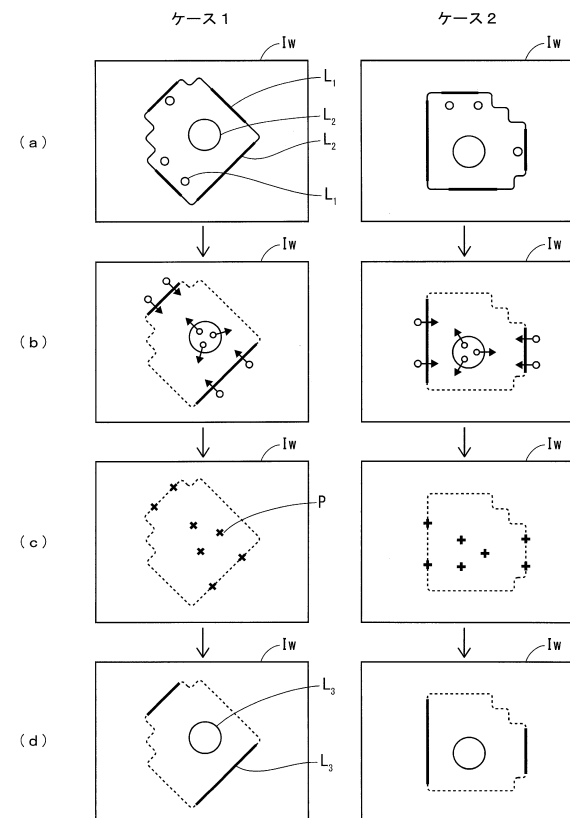 ケース1 ケース2
Iw Iw
L₁
(a) L₂
L₂
L₁
Iw Iw
(b)
Iw Iw
P
(c)
Iw Iw
L₃
(d)
L₃